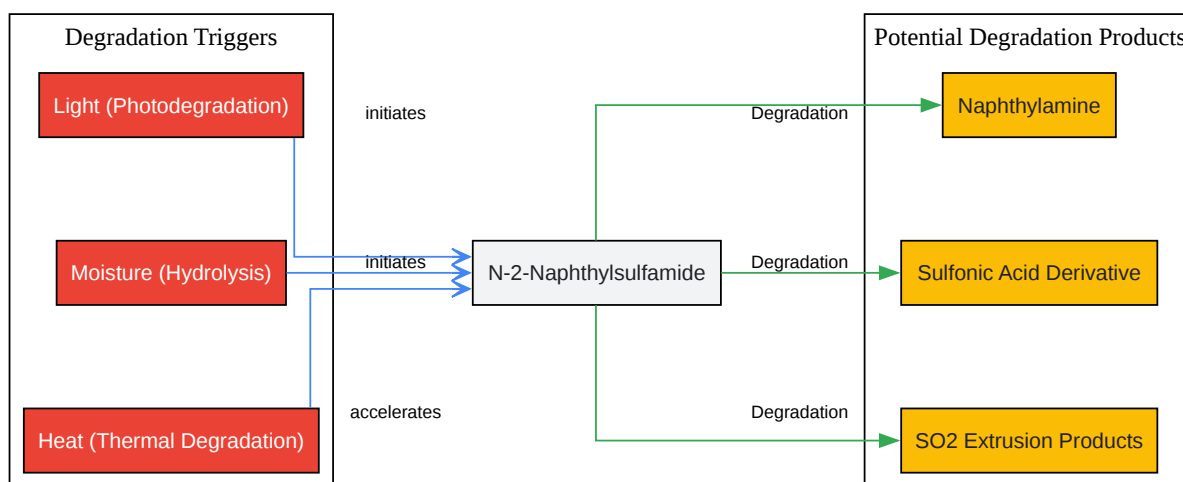 Degradation Triggers
Potential Degradation Products
Light (Photodegradation)
initiates
Degradation
Naphthylamine
Moisture (Hydrolysis)
initiates
N-2-Naphthylsulfamide
Degradation
Sulfonic Acid Derivative
Heat (Thermal Degradation)
accelerates
Degradation
SO2 Extrusion Products